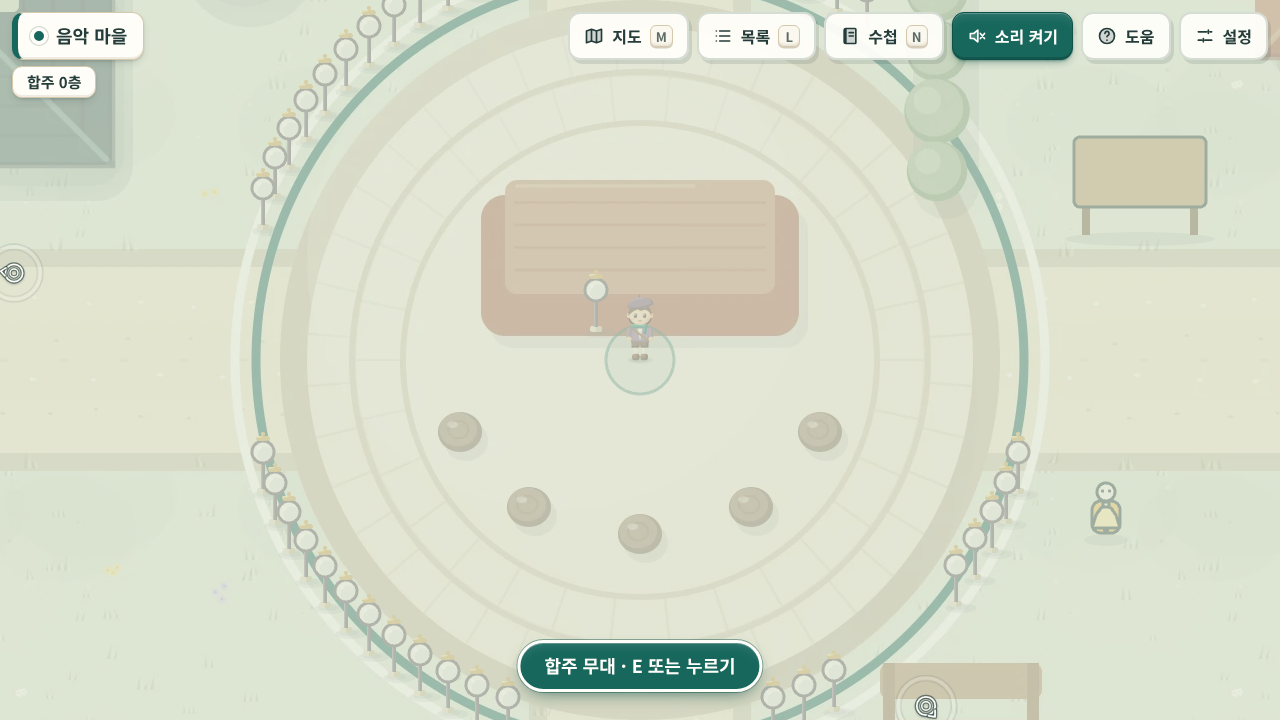 음악 마을
지도 M
목록 L
수첩 N
소리 켜기
도움
설정
합주 0층
합주 무대 · E 또는 누르기